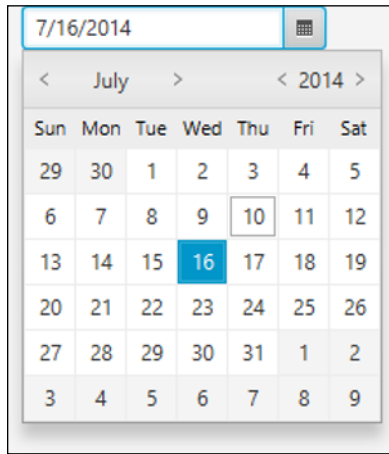 7/16/2014
< July > < 2014 >
Sun Mon Tue Wed Thu Fri Sat
29 30 1 2 3 4 5
6 7 8 9 10 11 12
13 14 15 16 17 18 19
20 21 22 23 24 25 26
27 28 29 30 31 1 2
3 4 5 6 7 8 9